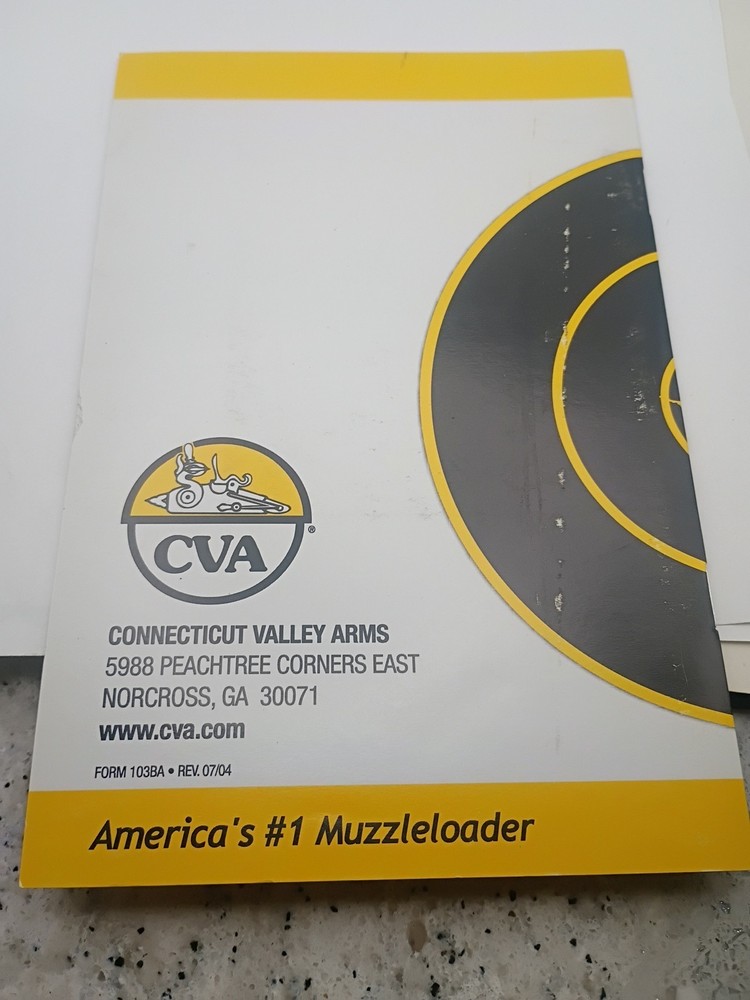 CVA®
CONNECTICUT VALLEY ARMS
5988 PEACHTREE CORNERS EAST
NORCROSS, GA 30071
www.cva.com
FORM 103BA • REV. 07/04
America's #1 Muzzleloader